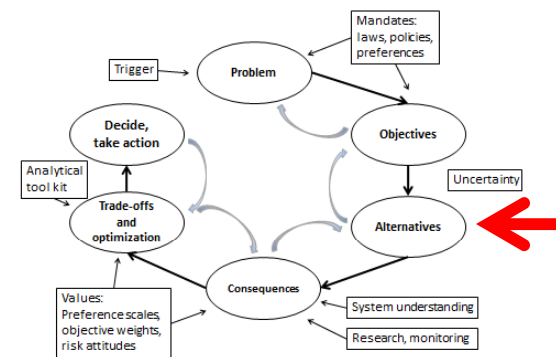 Mandates:
laws, policies,
preferences
Trigger
Problem
Decide,
take action
Objectives
Analytical
tool kit
Uncertainty
Trade-offs
and
optimization
Alternatives
Values:
Preference scales,
objective weights,
risk attitudes
Consequences
System understanding
Research, monitoring